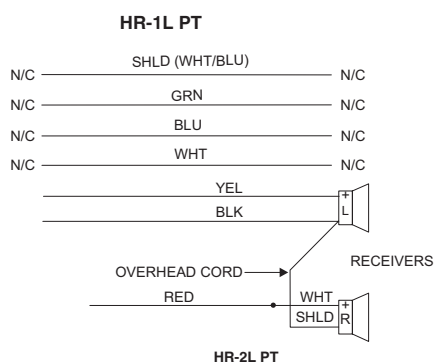 HR-1L PT
N/C SHLD (WHT/BLU) N/C
N/C GRN N/C
N/C BLU N/C
N/C WHT N/C
YEL
+
L
BLK
RECEIVERS
OVERHEAD CORD
RED WHT +
SHLD R
HR-2L PT